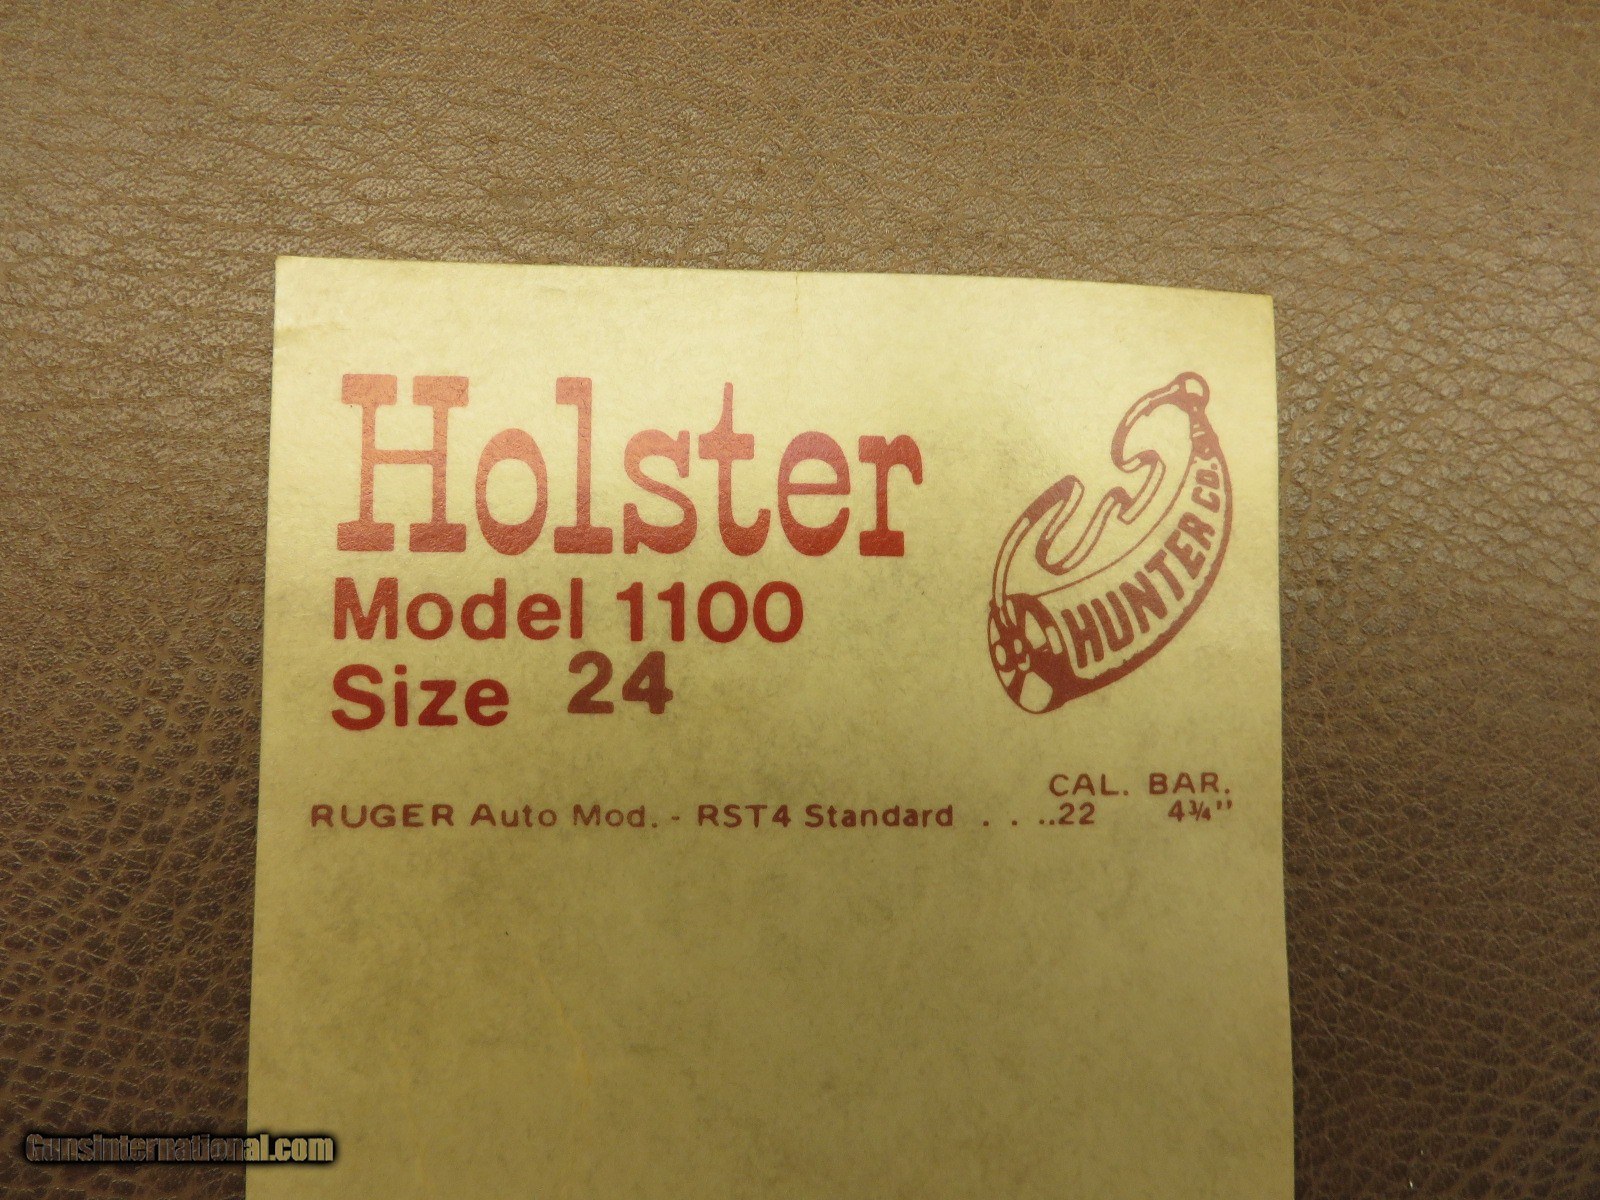 Holster
HUNTER CO.
Model 1100
Size 24
CAL. BAR.
RUGER Auto Mod. - RST4 Standard . . ..22 4¾"
GunsInternational.com